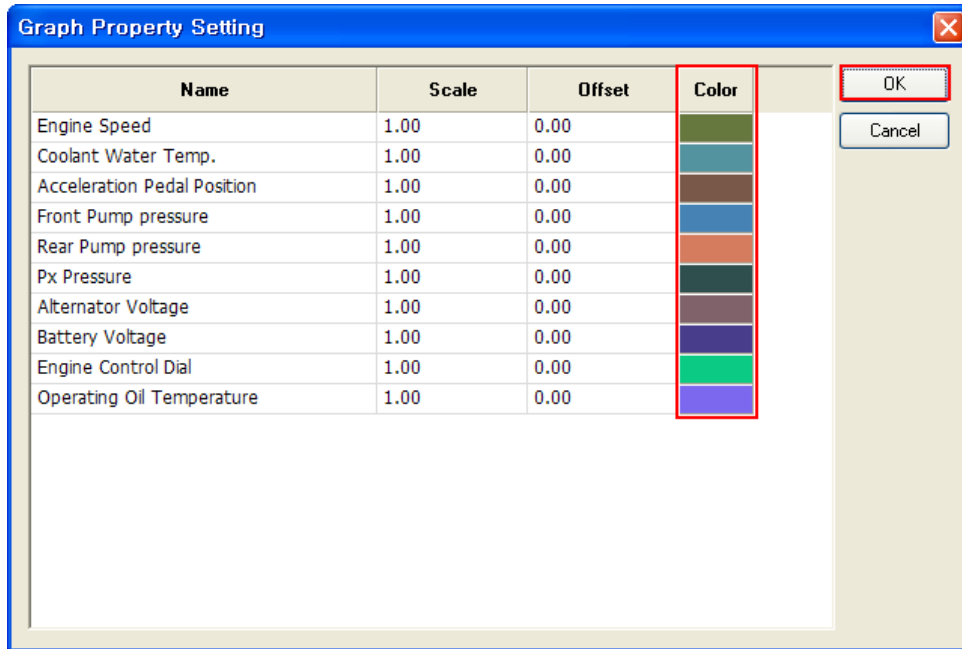 Graph Property Setting
Name Scale Offset Color
OK
Engine Speed 1.00 0.00
Cancel
Coolant Water Temp. 1.00 0.00
Acceleration Pedal Position 1.00 0.00
Front Pump pressure 1.00 0.00
Rear Pump pressure 1.00 0.00
Px Pressure 1.00 0.00
Alternator Voltage 1.00 0.00
Battery Voltage 1.00 0.00
Engine Control Dial 1.00 0.00
Operating Oil Temperature 1.00 0.00